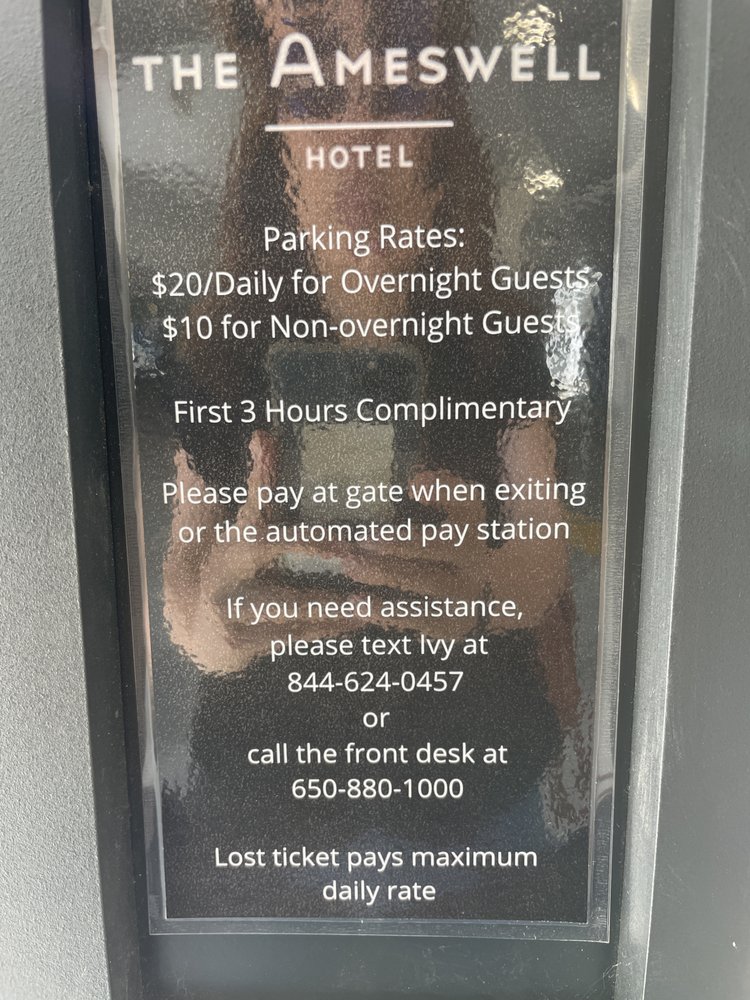 THE AMESWELL
HOTEL
Parking Rates:
$20/Daily for Overnight Guests
$10 for Non-overnight Guests
First 3 Hours Complimentary
Please pay at gate when exiting
or the automated pay station
If you need assistance,
please text Ivy at
844-624-0457
or
call the front desk at
650-880-1000
Lost ticket pays maximum
daily rate